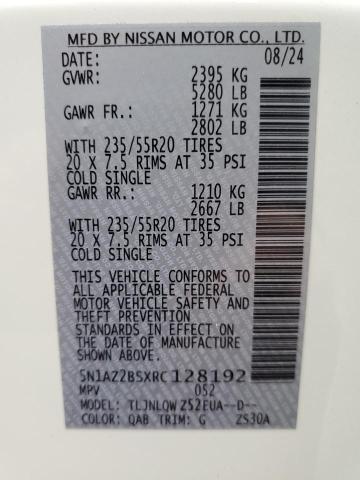 MFD BY NISSAN MOTOR CO., LTD.
DATE: 08/24
GVWR: 2395 KG
5280 LB
GAWR FR.: 1271 KG
2802 LB
WITH 235/55R20 TIRES
20 X 7.5 RIMS AT 35 PSI
COLD SINGLE
GAWR RR.: 1210 KG
2667 LB
WITH 235/55R20 TIRES
20 X 7.5 RIMS AT 35 PSI
COLD SINGLE
THIS VEHICLE CONFORMS TO
ALL APPLICABLE FEDERAL
MOTOR VEHICLE SAFETY AND
THEFT PREVENTION
STANDARDS IN EFFECT ON
THE DATE OF MANUFACTURE
SHOWN ABOVE.
5N1AZ2BSXRC128192
MPV 052
MODEL: TLJNLQW Z52EUA--D--
COLOR: QAB TRIM: G ZS30A